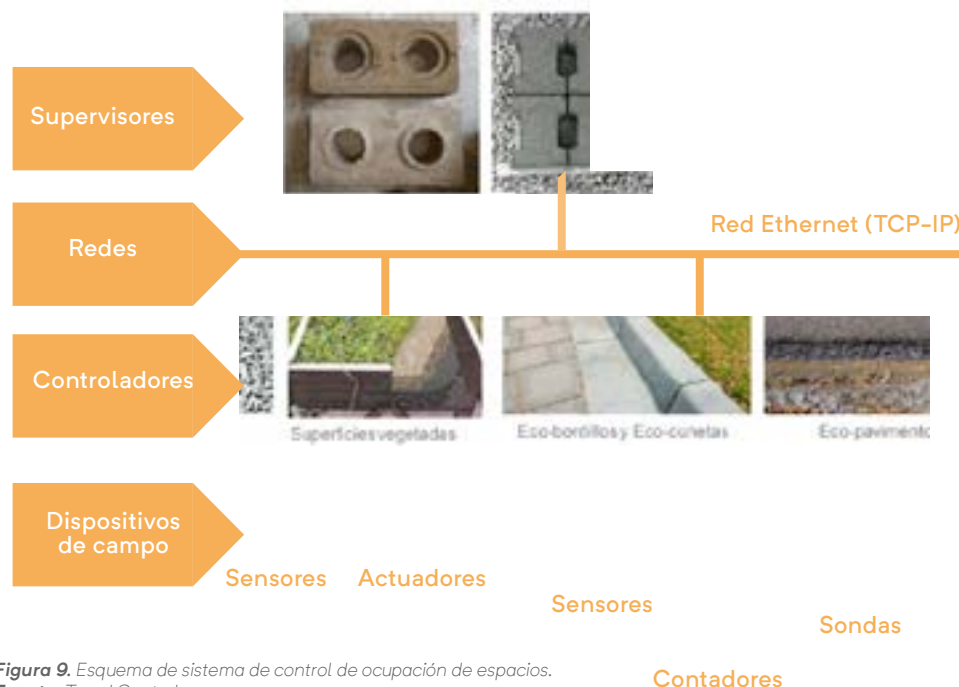 Supervisores
Redes
Red Ethernet (TCP-IP)
Controladores
Superficies vegetadas
Eco-bordillos y Eco-cunetas
Eco-pavimento
Dispositivos
de campo
Sensores
Actuadores
Sensores
Sondas
Figura 9. Esquema de sistema de control de ocupación de espacios.
Contadores